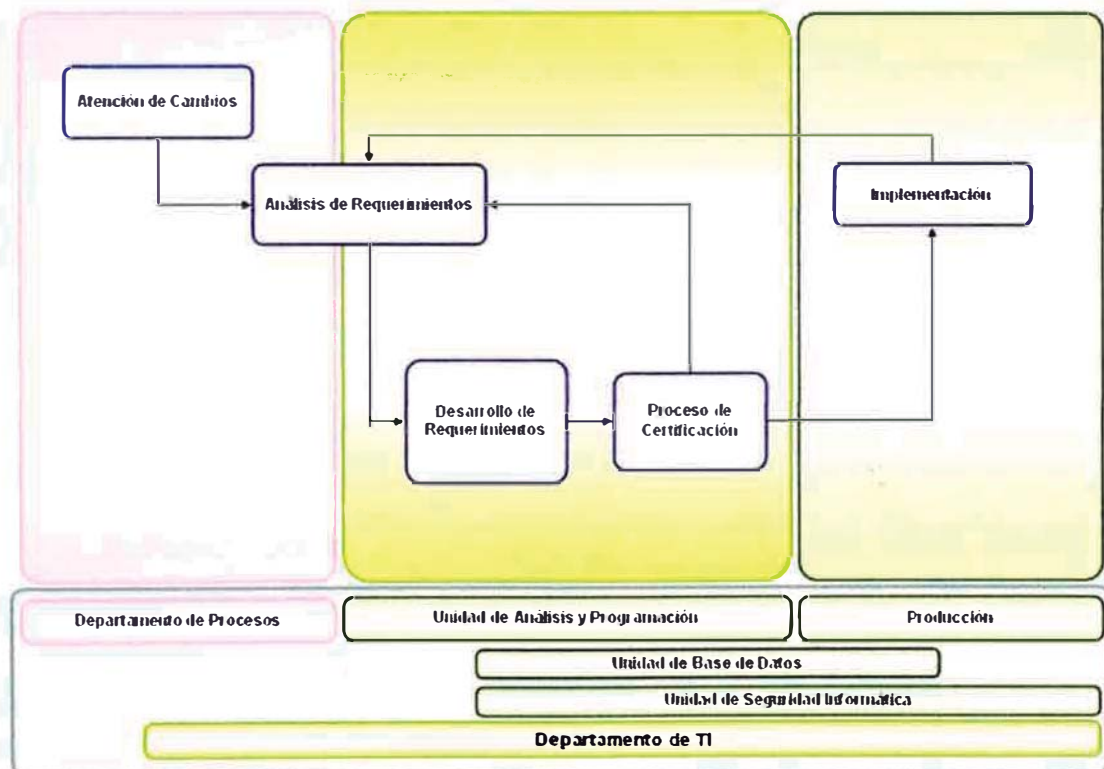 Atención de Cambios
Análisis de Requerimientos
Implementación
Desarrollo de
Requerimientos
Proceso de
Certificación
Departamento de Procesos
Unidad de Análisis y Programación
Producción
Unidad de Base de Datos
Unidad de Seguridad Informática
Departamento de TI